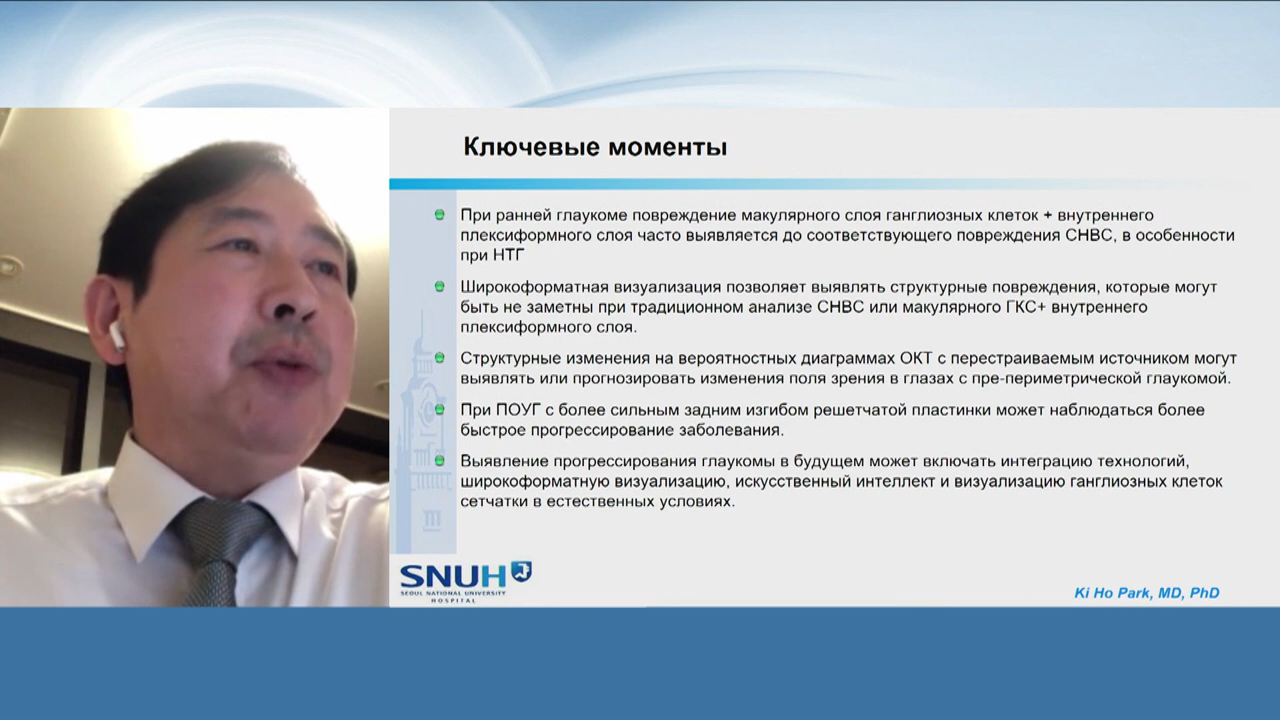 Ключевые моменты
При ранней глаукоме повреждение макулярного слоя ганглиозных клеток + внутреннего
плексиформного слоя часто выявляется до соответствующего повреждения СНВС, в особенности
при НТГ
Широкоформатная визуализация позволяет выявлять структурные повреждения, которые могут
быть не заметны при традиционном анализе СНВС или макулярного ГКС+ внутреннего
плексиформного слоя.
Структурные изменения на вероятностных диаграммах ОКТ с перестраиваемым источником могут
выявлять или прогнозировать изменения поля зрения в глазах с пре-периметрической глаукомой.
При ПОУГ с более сильным задним изгибом решетчатой пластинки может наблюдаться более
быстрое прогрессирование заболевания.
Выявление прогрессирования глаукомы в будущем может включать интеграцию технологий,
широкоформатную визуализацию, искусственный интеллект и визуализацию ганглиозных клеток
сетчатки в естественных условиях.
SNUH
SEOUL NATIONAL UNIVERSITY
HOSPITAL
Ki Ho Park, MD, PhD